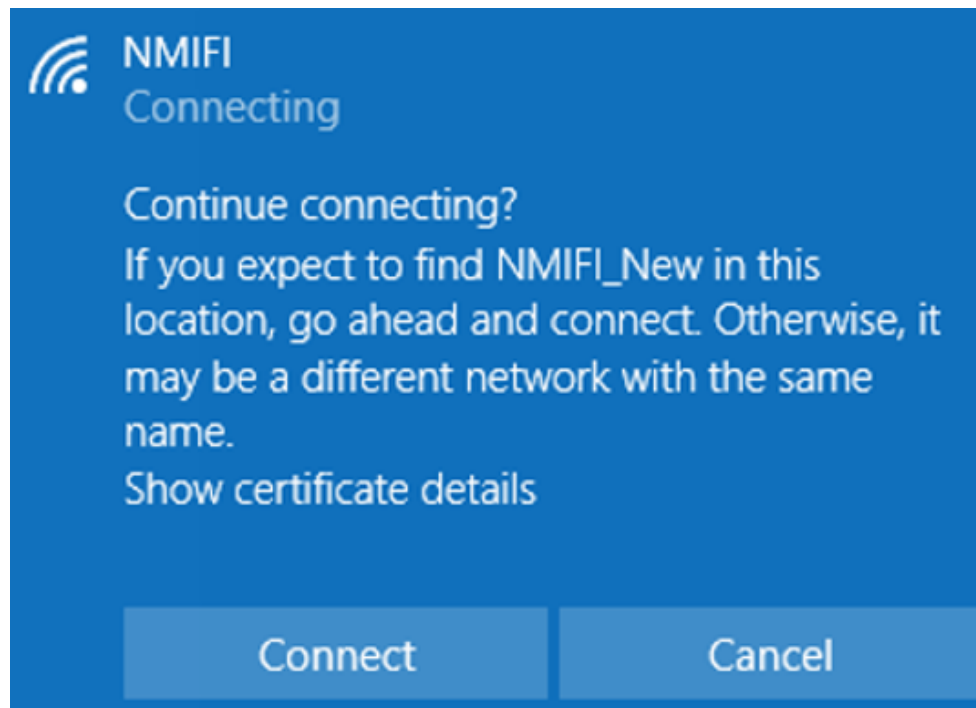 NMIFI
Connecting
Continue connecting?
If you expect to find NMIFI_New in this
location, go ahead and connect. Otherwise, it
may be a different network with the same
name.
Show certificate details
Connect
Cancel